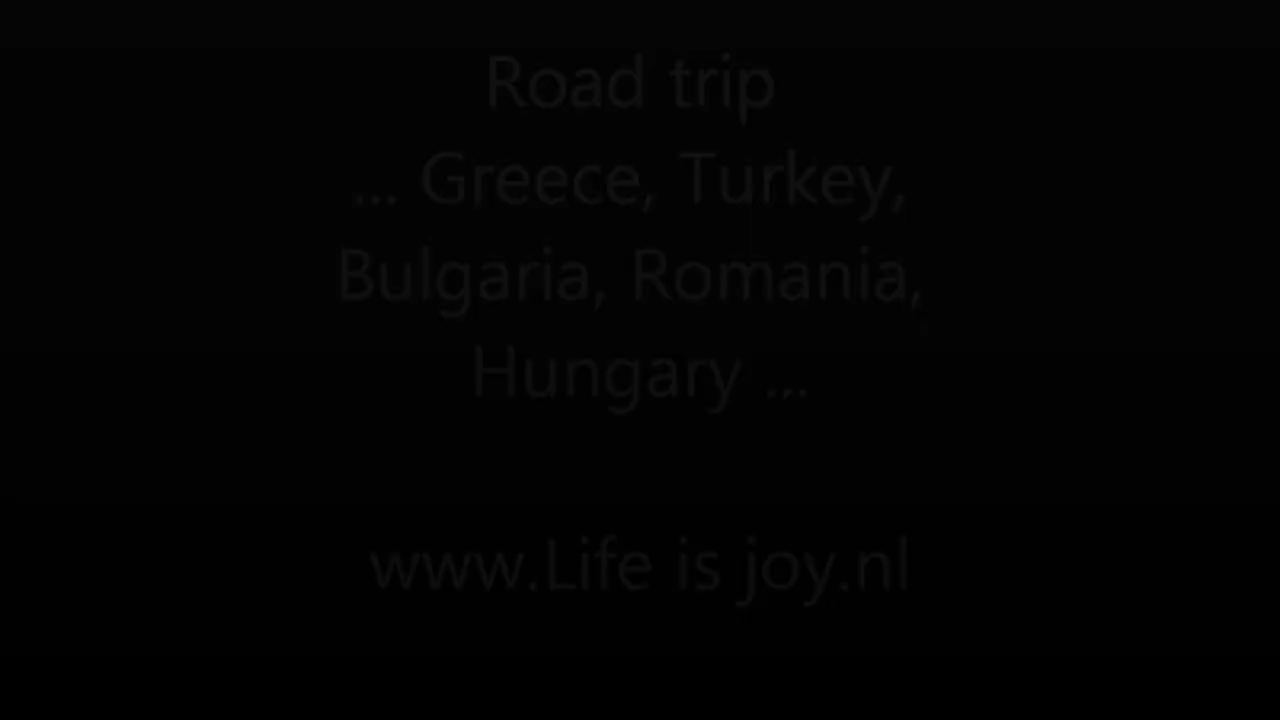 Road trip
... Greece, Turkey,
Bulgaria, Romania,
Hungary ...
www.Life is joy.nl